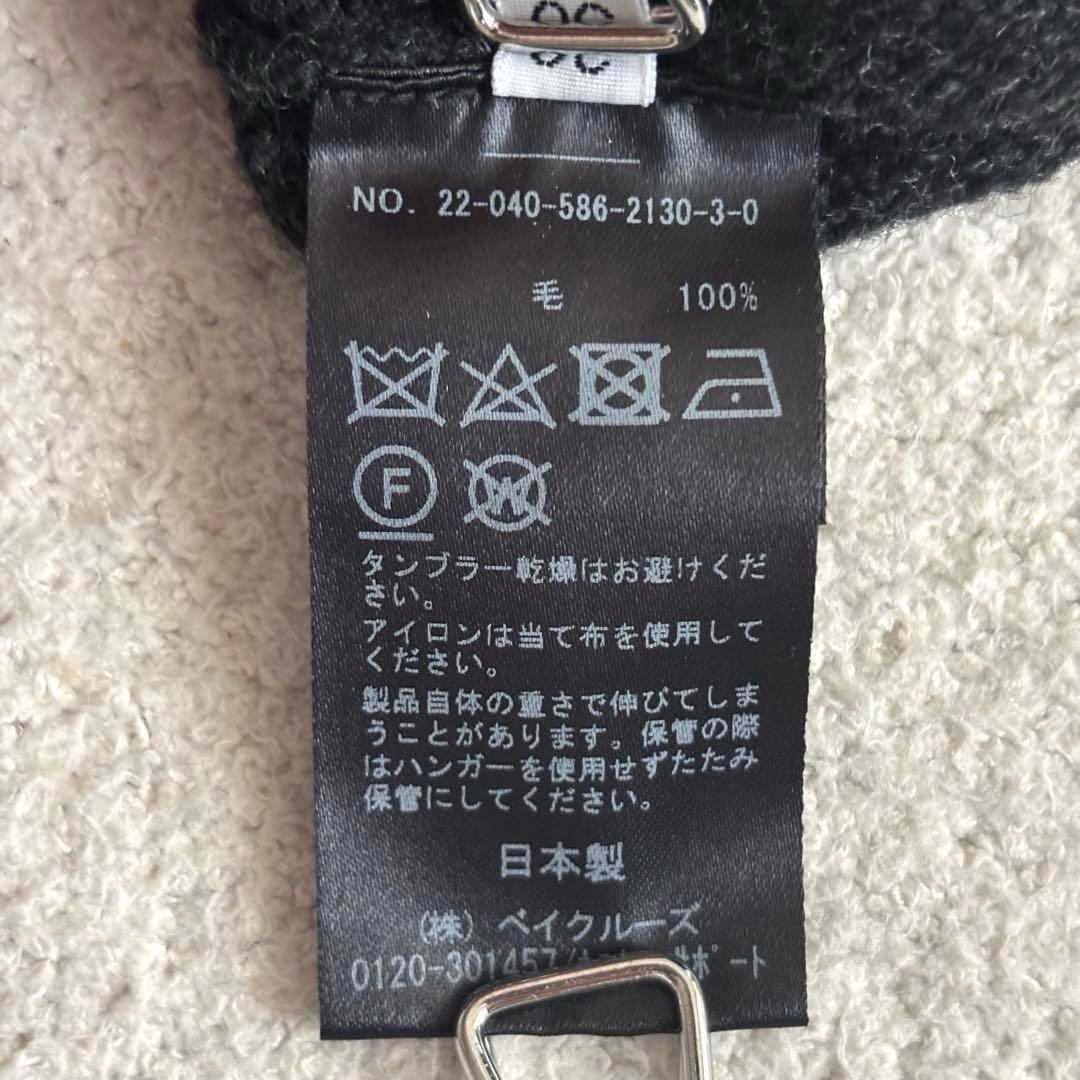 NO. 22-040-586-2130-3-0
毛 100%
F
W
タンブラー乾燥はお避けくだ
さい。
アイロンは当て布を使用して
ください。
製品自体の重さで伸びてしま
うことがあります。保管の際
はハンガーを使用せずたたみ
保管にしてください。
日本製
(株) ベイクルーズ
0120-301457/ ｻﾎﾟｰﾄ